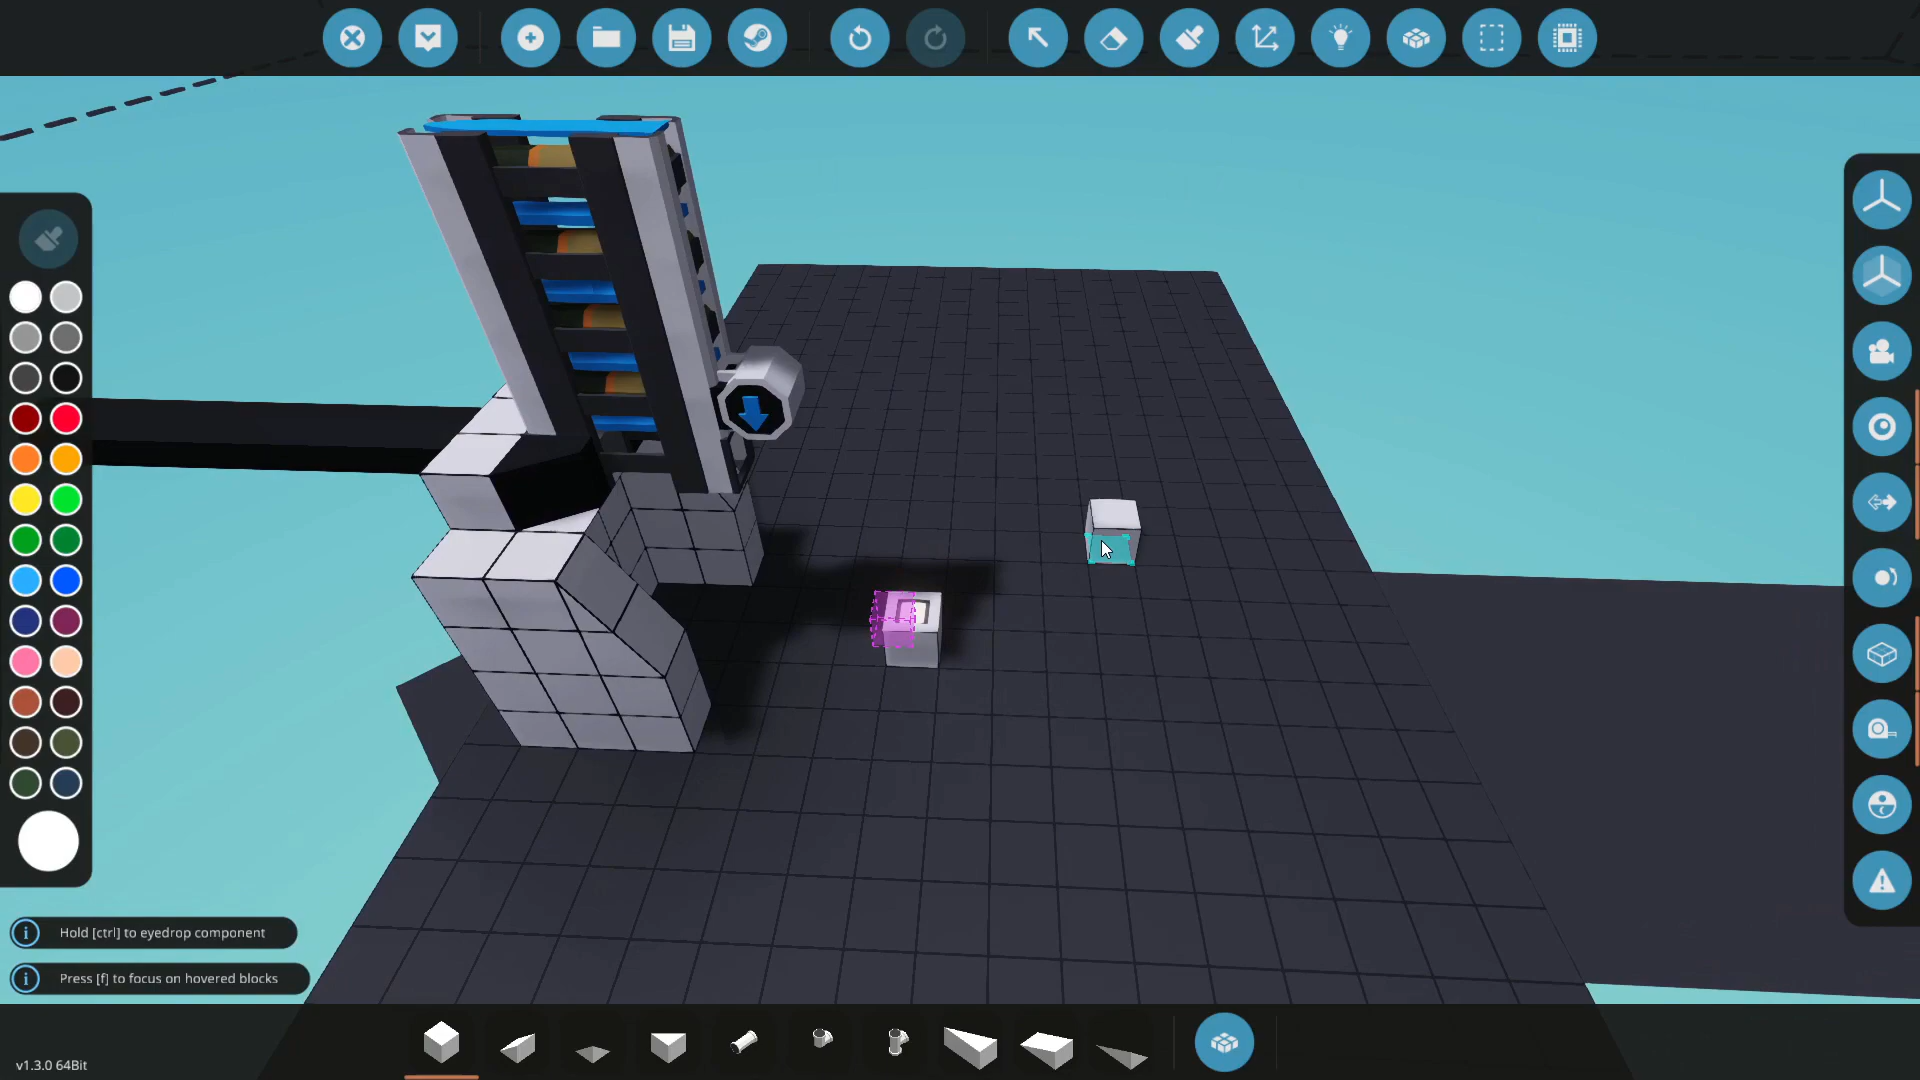 Hold [ctrl] to eyedrop component
Press [f] to focus on hovered blocks
v1.3.0 64Bit